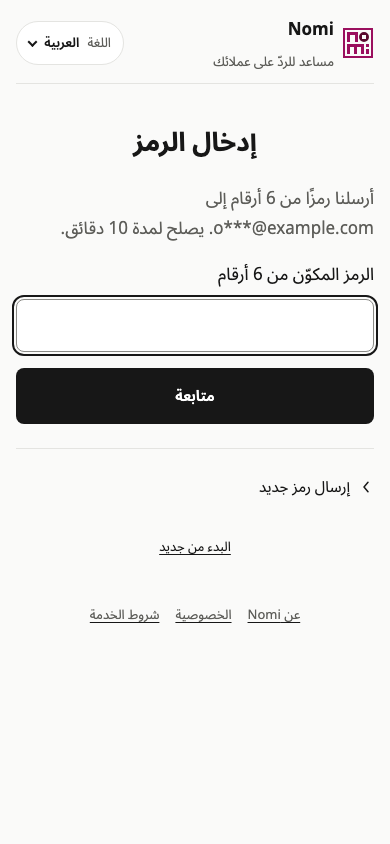 Nomi
مساعد للردّ على عملائك
اللغة العربية
إدخال الرمز
أرسلنا رمزًا من 6 أرقام إلى
o***@example.com. يصلح لمدة 10 دقائق.
الرمز المكوّن من 6 أرقام
متابعة
إرسال رمز جديد
البدء من جديد
عن Nomi الخصوصية شروط الخدمة